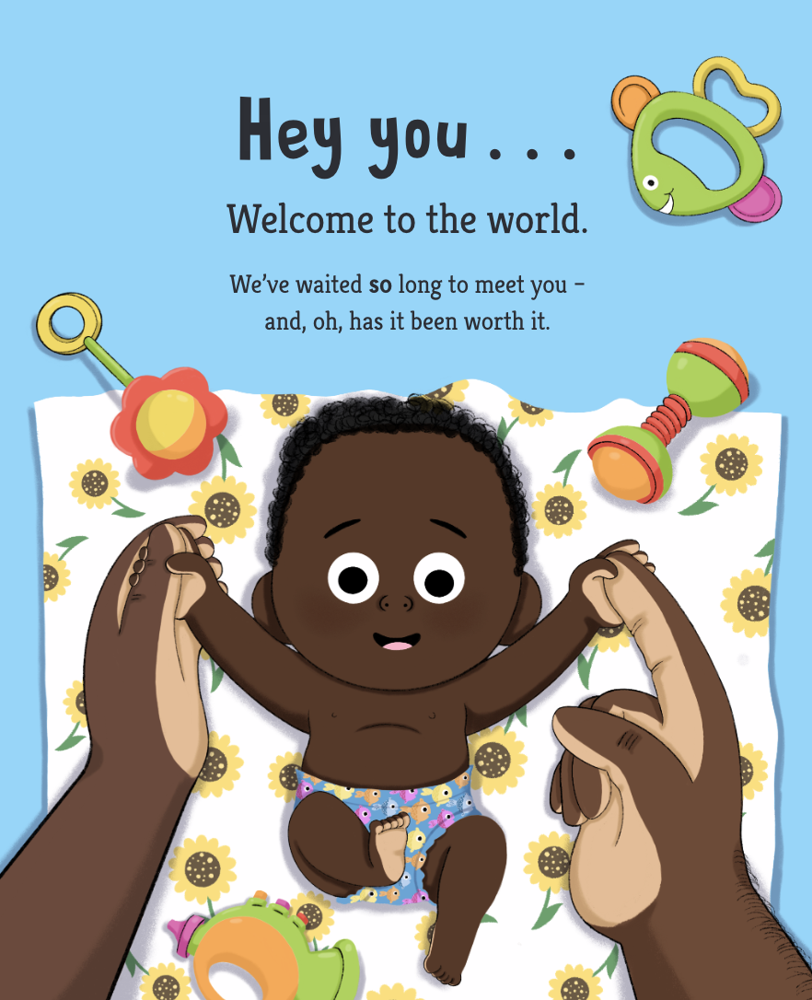 Hey you . . .
Welcome to the world.
We’ve waited so long to meet you –
and, oh, has it been worth it.